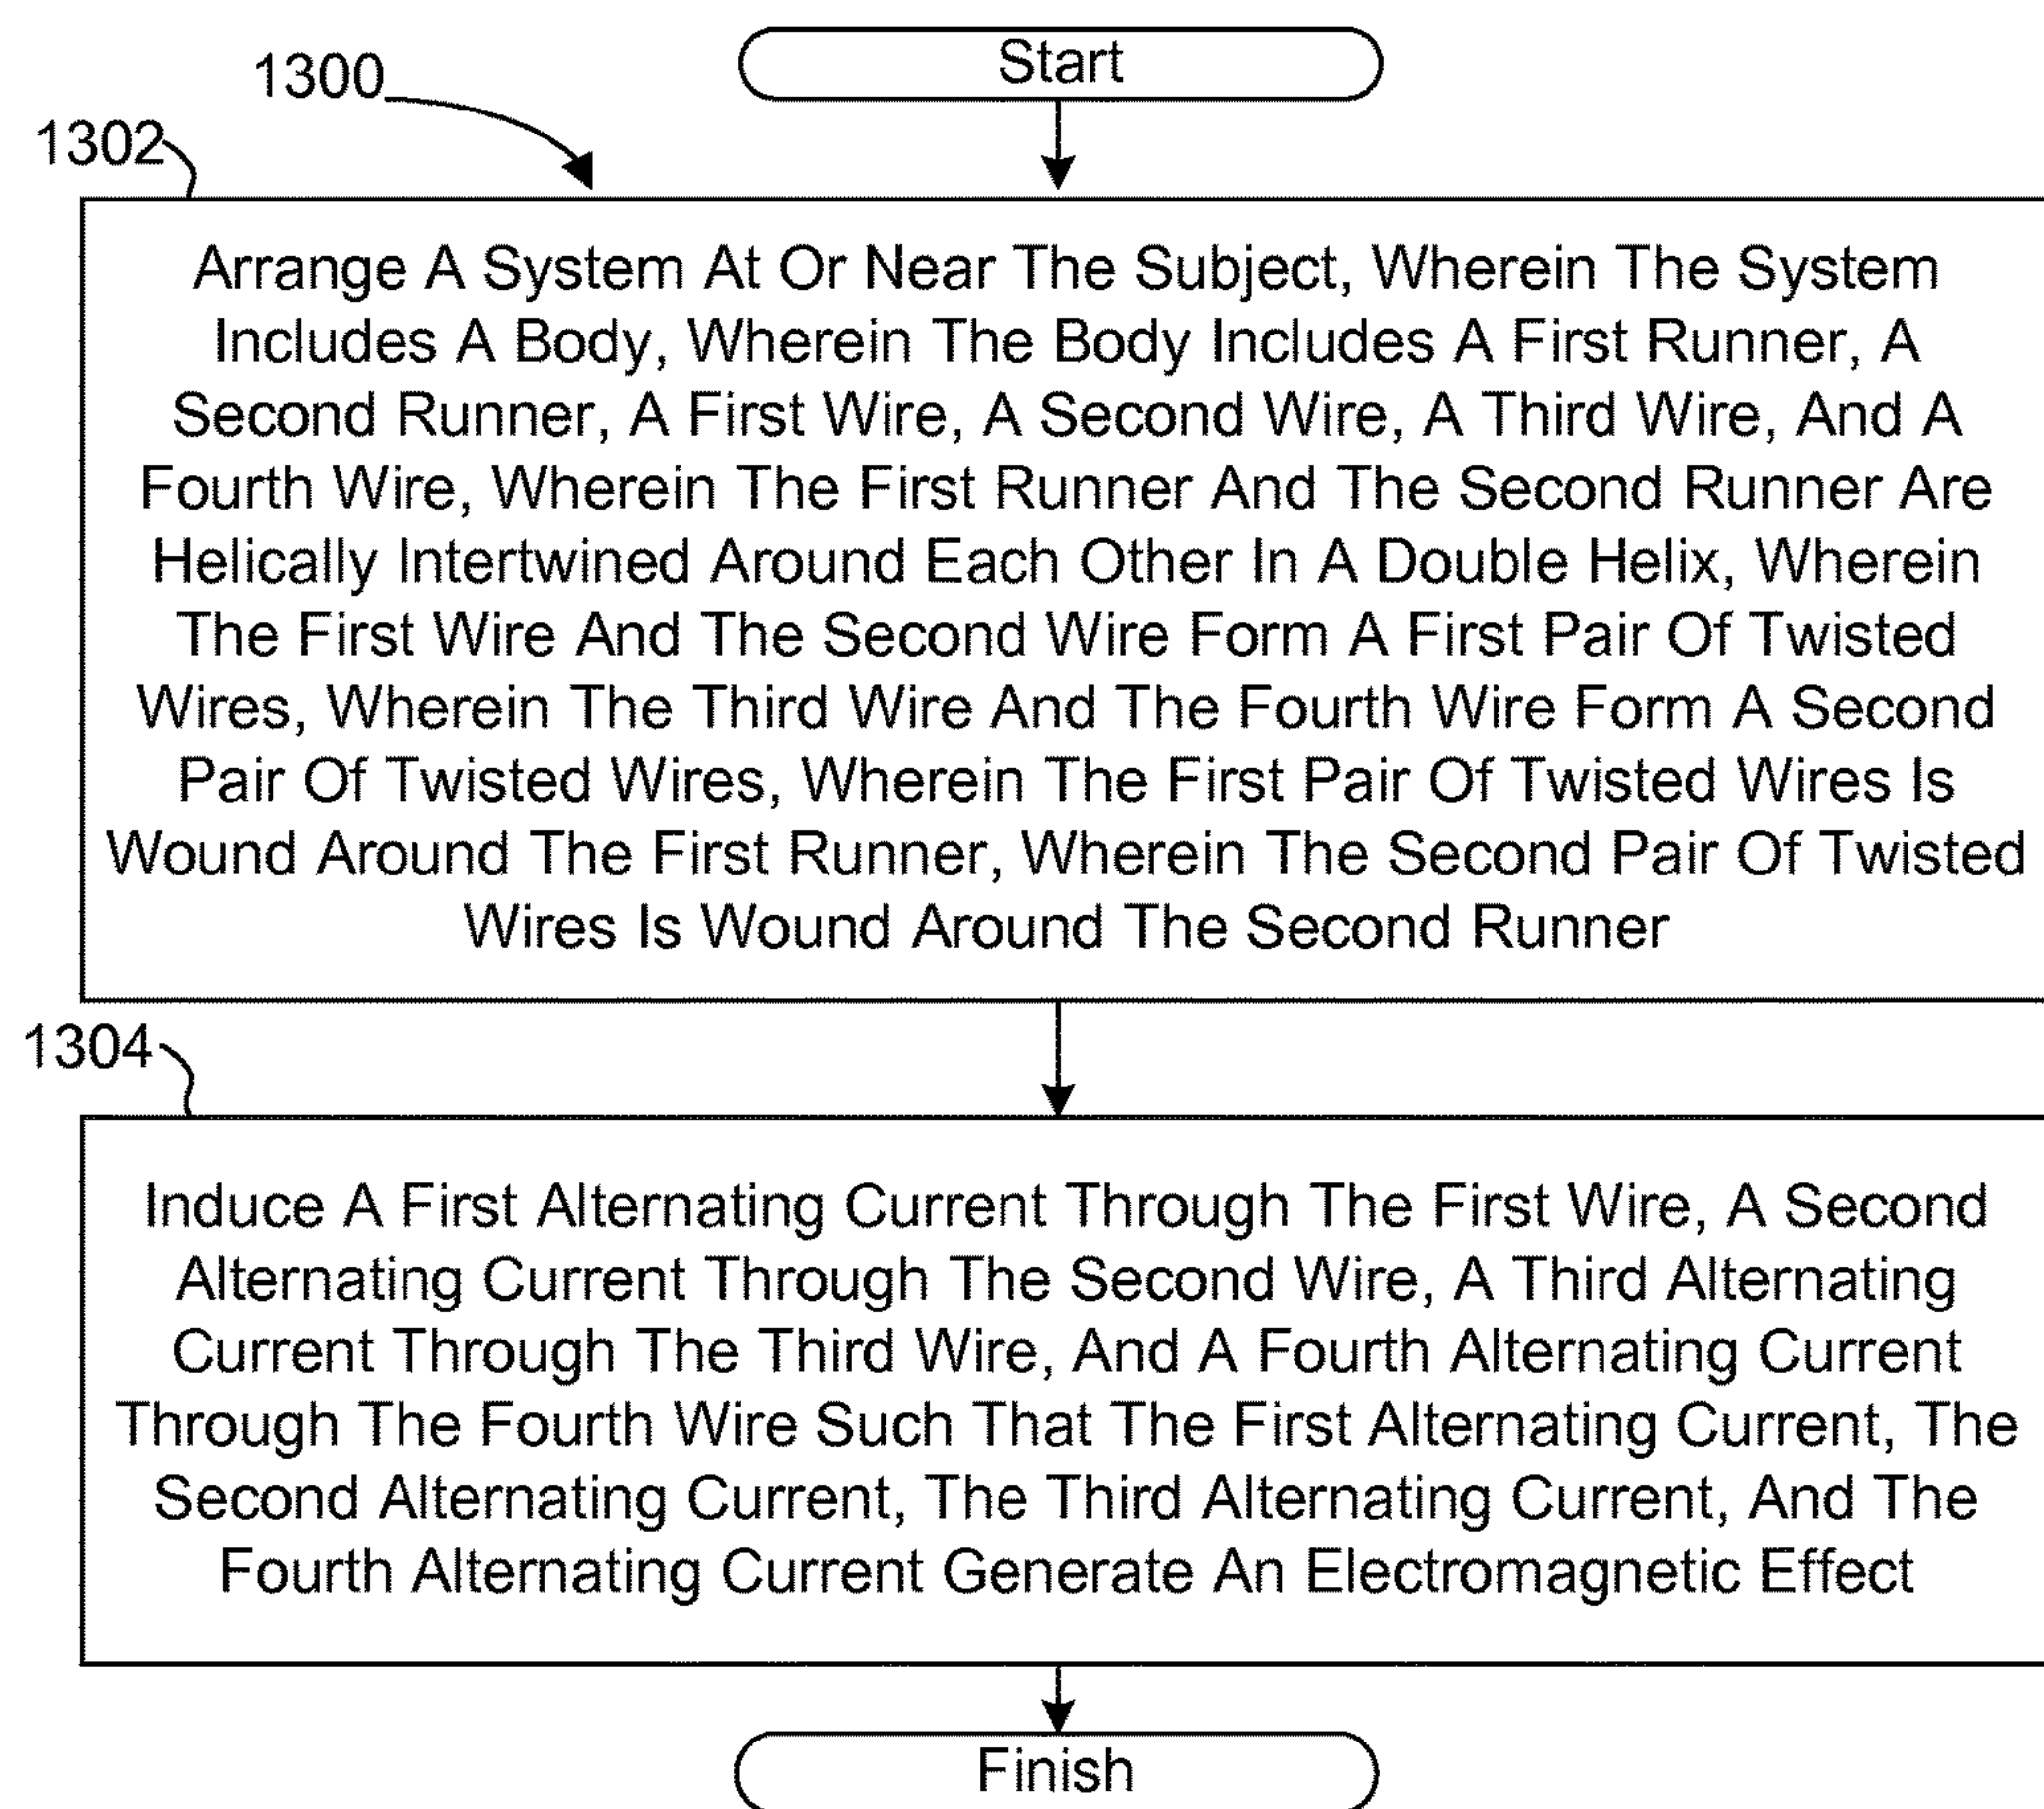 Start
1300
1302
Arrange A System At Or Near The Subject, Wherein The System
Includes A Body, Wherein The Body Includes A First Runner, A
Second Runner, A First Wire, A Second Wire, A Third Wire, And A
Fourth Wire, Wherein The First Runner And The Second Runner Are
Helically Intertwined Around Each Other In A Double Helix, Wherein
The First Wire And The Second Wire Form A First Pair Of Twisted
Wires, Wherein The Third Wire And The Fourth Wire Form A Second
Pair Of Twisted Wires, Wherein The First Pair Of Twisted Wires Is
Wound Around The First Runner, Wherein The Second Pair Of Twisted
Wires Is Wound Around The Second Runner
1304
Induce A First Alternating Current Through The First Wire, A Second
Alternating Current Through The Second Wire, A Third Alternating
Current Through The Third Wire, And A Fourth Alternating Current
Through The Fourth Wire Such That The First Alternating Current, The
Second Alternating Current, The Third Alternating Current, And The
Fourth Alternating Current Generate An Electromagnetic Effect
Finish